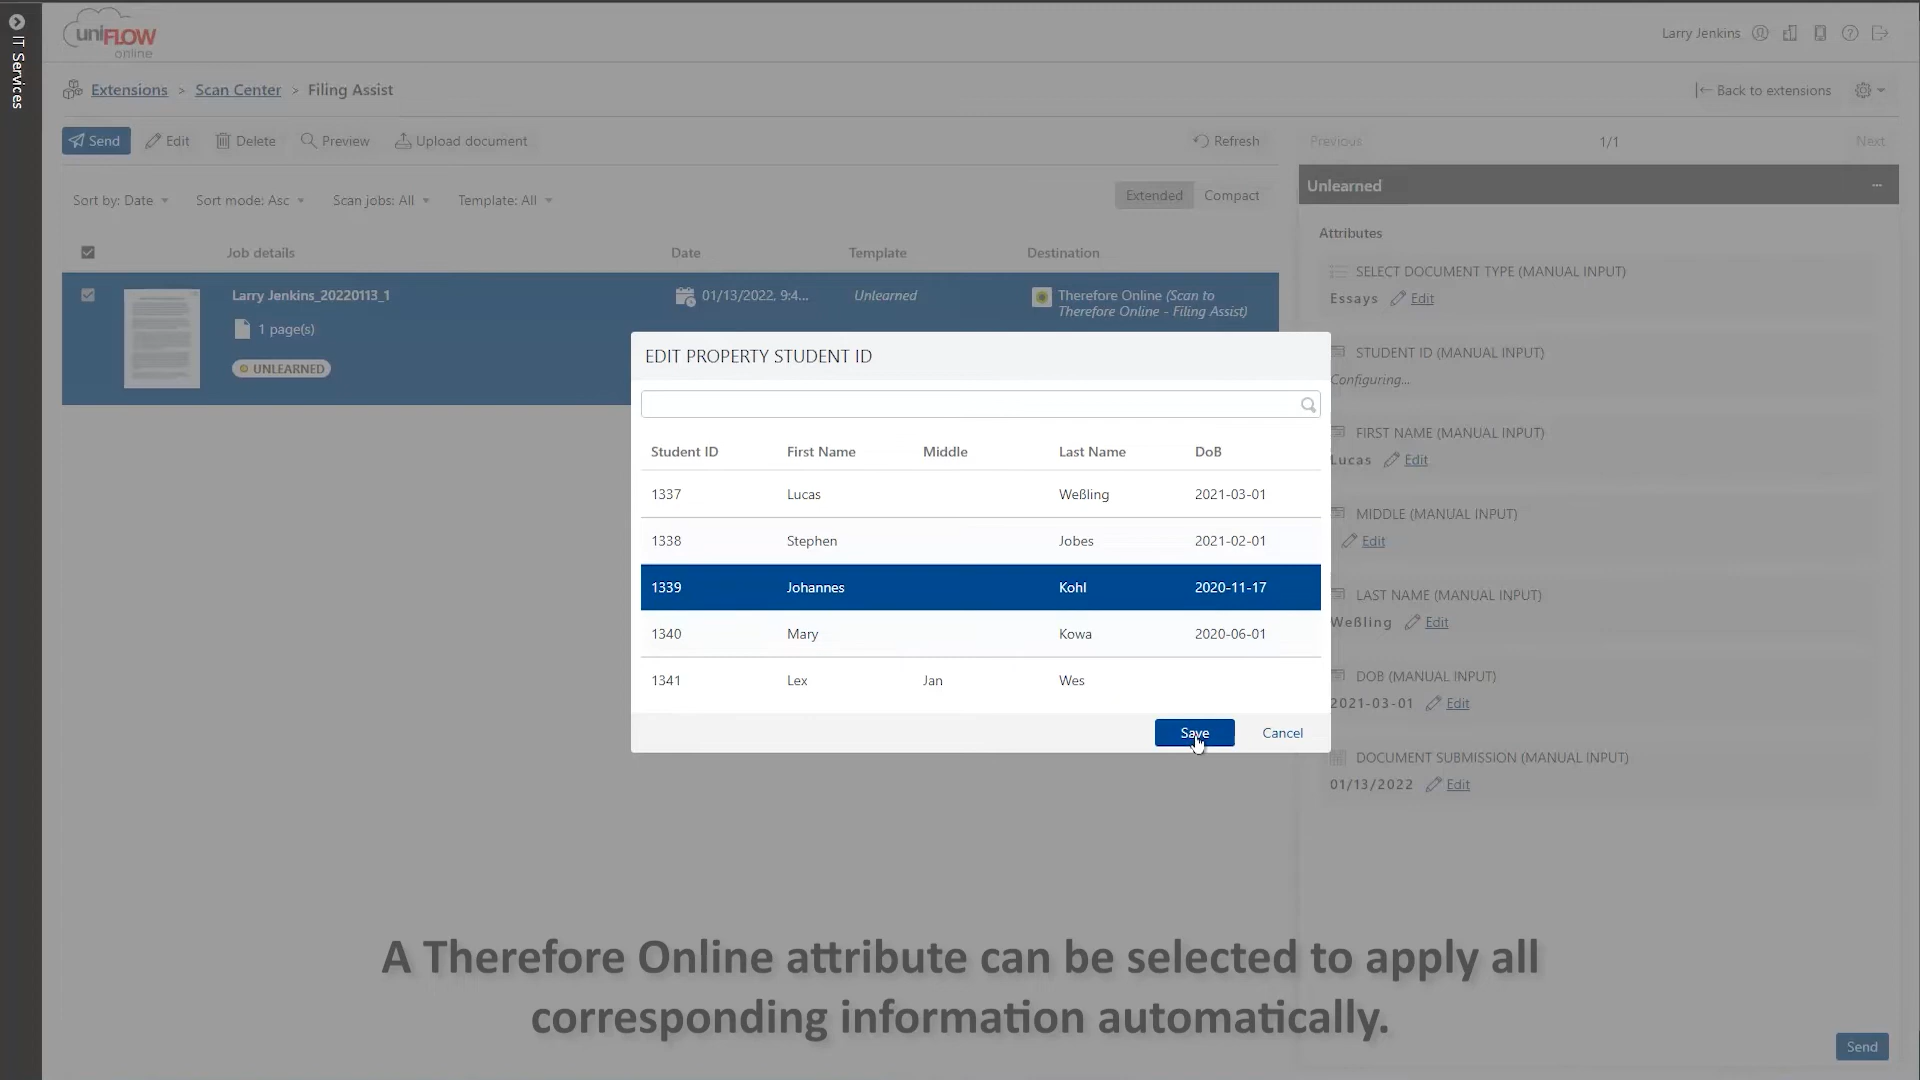 IT Services
uniFLOW
online
Larry Jenkins
Extensions > Scan Center > Filing Assist
Back to extensions
Send Edit Delete Preview Upload document Refresh
Previous 1/1 Next
Sort by: Date Sort mode: Asc Scan jobs: All Template: All Extended Compact
Job details Date Template Destination
Larry Jenkins_20220113_1 01/13/2022, 9:4... Unlearned Therefore Online (Scan to
Therefore Online - Filing Assist)
1 page(s)
UNLEARNED
EDIT PROPERTY STUDENT ID
Student ID First Name Middle Last Name DoB
1337 Lucas Weßling 2021-03-01
1338 Stephen Jobes 2021-02-01
1339 Johannes Kohl 2020-11-17
1340 Mary Kowa 2020-06-01
1341 Lex Jan Wes
Save Cancel
Unlearned ...
Attributes
SELECT DOCUMENT TYPE (MANUAL INPUT)
Essays Edit
STUDENT ID (MANUAL INPUT)
Configuring...
FIRST NAME (MANUAL INPUT)
Lucas Edit
MIDDLE (MANUAL INPUT)
Edit
LAST NAME (MANUAL INPUT)
Weßling Edit
DOB (MANUAL INPUT)
2021-03-01 Edit
DOCUMENT SUBMISSION (MANUAL INPUT)
01/13/2022 Edit
A Therefore Online attribute can be selected to apply all
corresponding information automatically.
Send